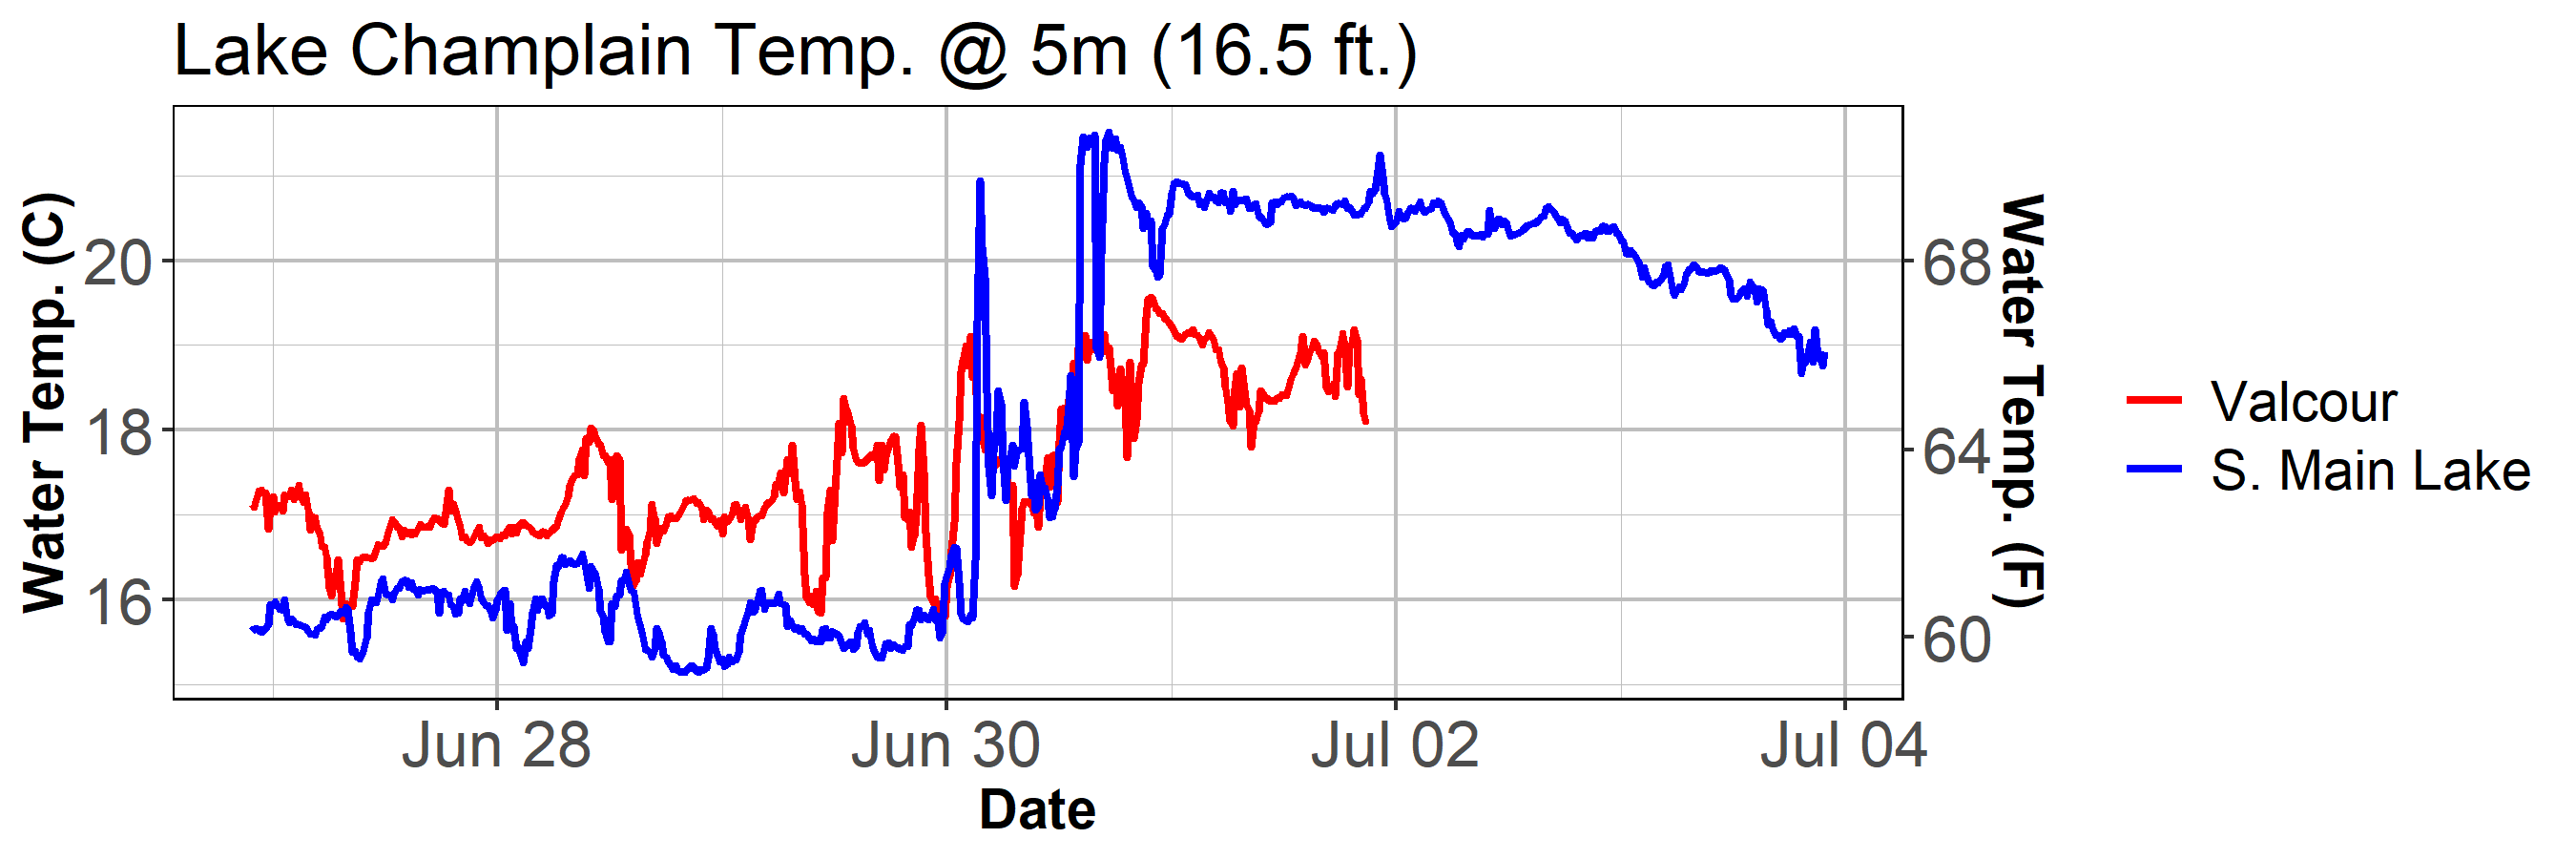 Lake Champlain Temp. @ 5m (16.5 ft.)
Water Temp. (C)
20
18
16
68
64
60
Water Temp. (F)
Jun 28
Jun 30
Jul 02
Jul 04
Date
Valcour
S. Main Lake